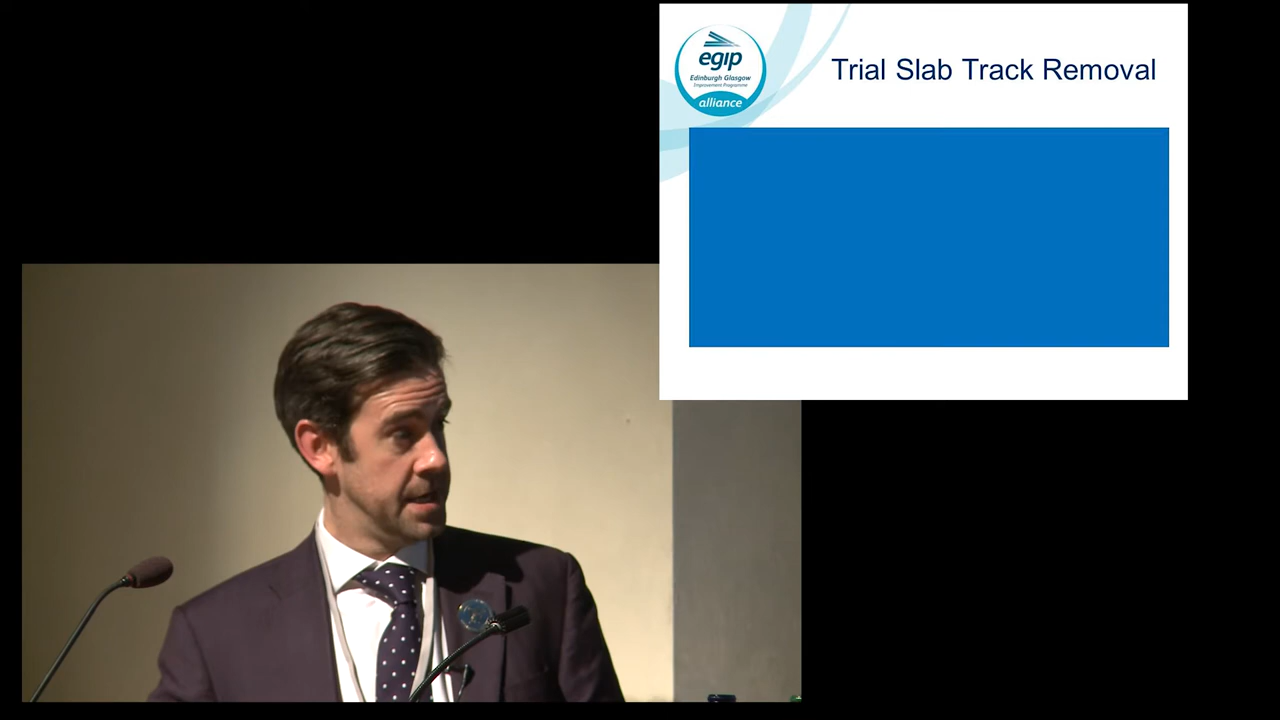 Trial Slab Track Removal
egip
Edinburgh Glasgow
Improvement Programme
alliance